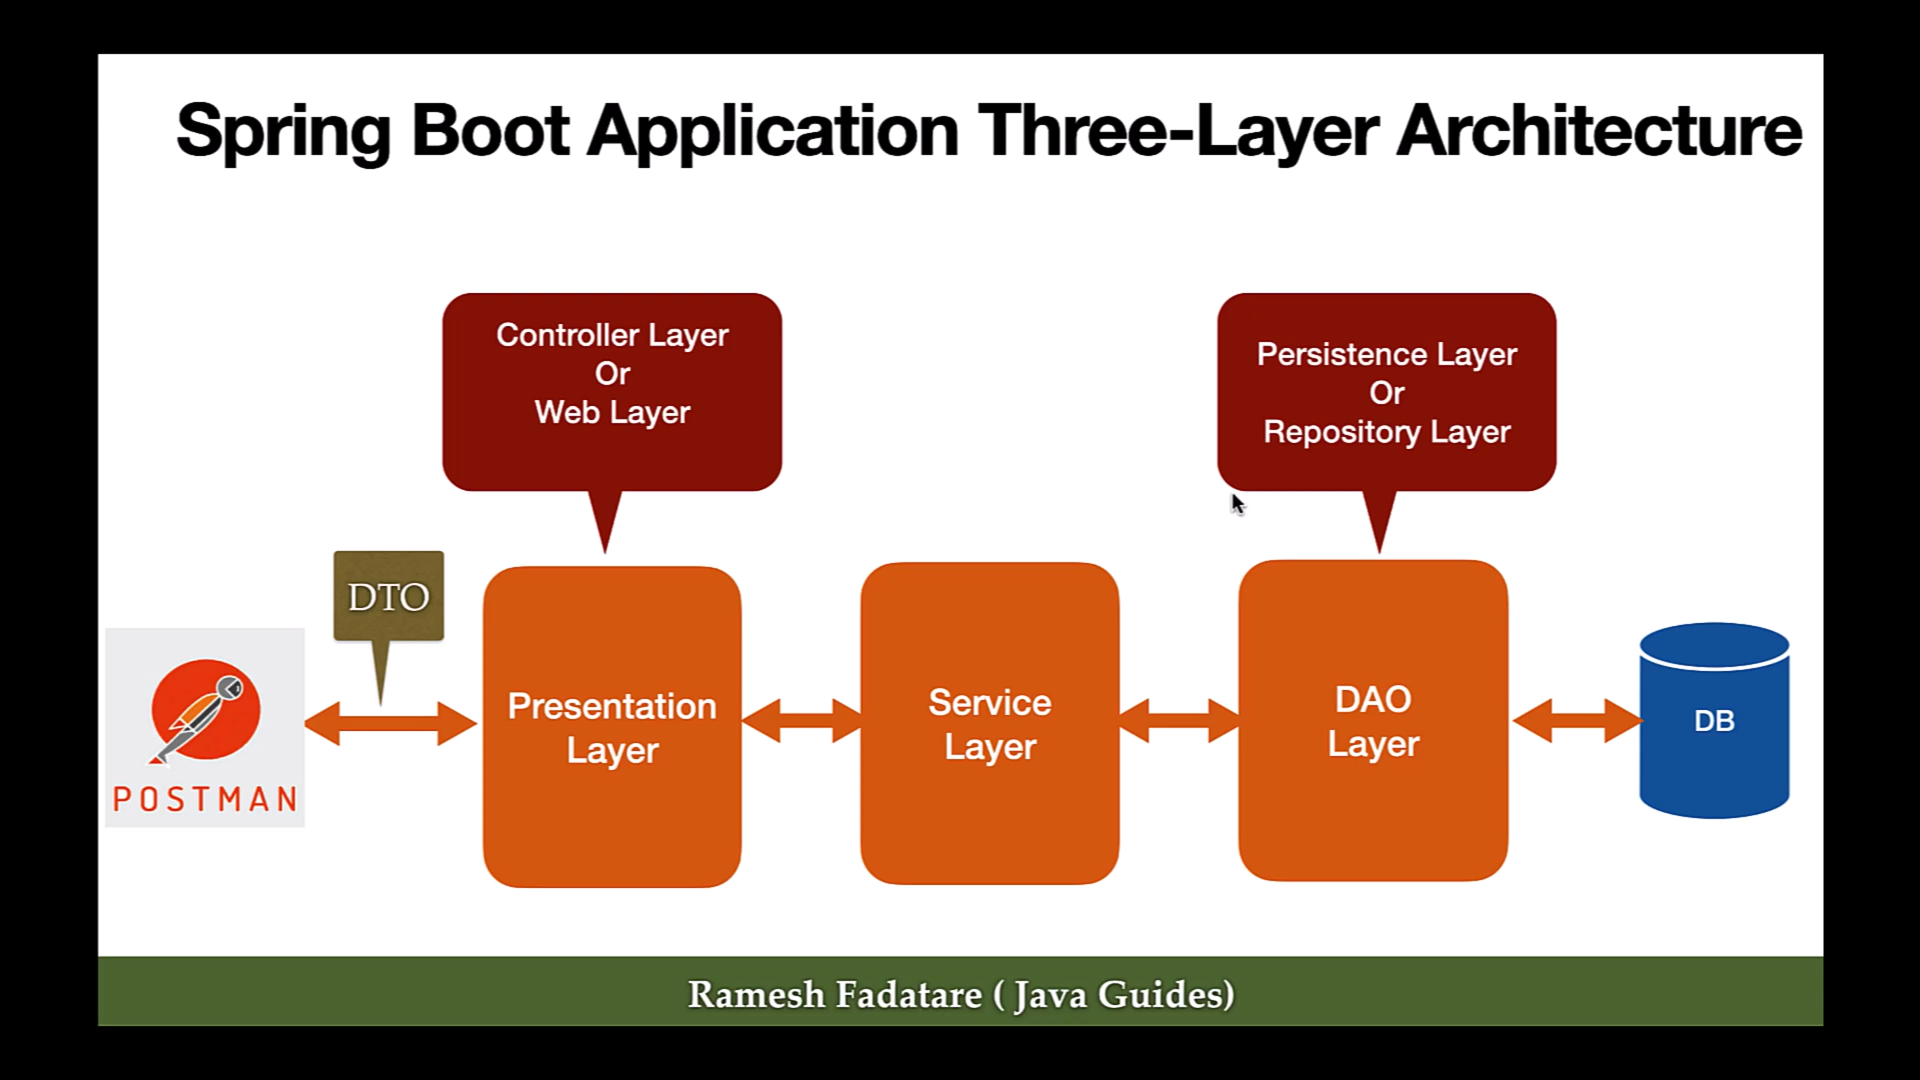 Spring Boot Application Three-Layer Architecture
Controller Layer
Or
Web Layer
Persistence Layer
Or
Repository Layer
DTO
POSTMAN
Presentation
Layer
Service
Layer
DAO
Layer
DB
Ramesh Fadatare ( Java Guides)